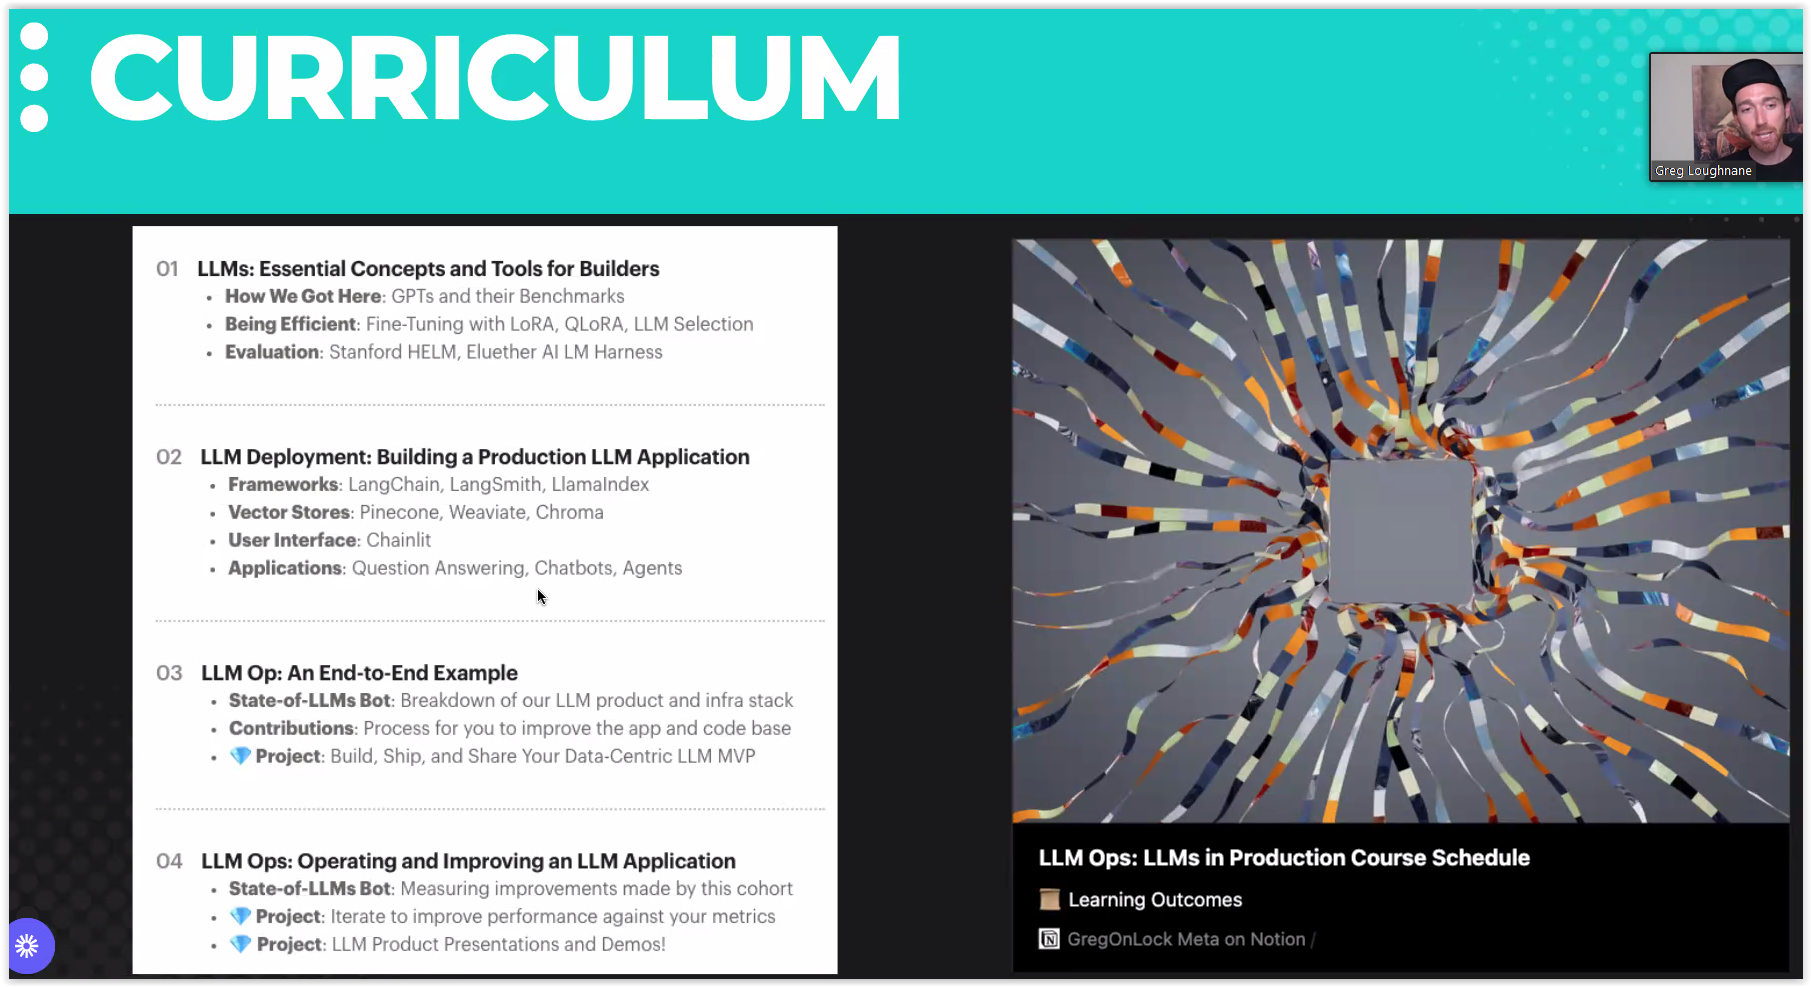 CURRICULUM
Greg Loughnane
01 LLMs: Essential Concepts and Tools for Builders
• How We Got Here: GPTs and their Benchmarks
• Being Efficient: Fine-Tuning with LoRA, QLoRA, LLM Selection
• Evaluation: Stanford HELM, Eluether AI LM Harness
02 LLM Deployment: Building a Production LLM Application
• Frameworks: LangChain, LangSmith, LlamaIndex
• Vector Stores: Pinecone, Weaviate, Chroma
• User Interface: Chainlit
• Applications: Question Answering, Chatbots, Agents
03 LLM Op: An End-to-End Example
• State-of-LLMs Bot: Breakdown of our LLM product and infra stack
• Contributions: Process for you to improve the app and code base
• 💎 Project: Build, Ship, and Share Your Data-Centric LLM MVP
04 LLM Ops: Operating and Improving an LLM Application
• State-of-LLMs Bot: Measuring improvements made by this cohort
• 💎 Project: Iterate to improve performance against your metrics
• 💎 Project: LLM Product Presentations and Demos!
LLM Ops: LLMs in Production Course Schedule
Learning Outcomes
GregOnLock Meta on Notion /